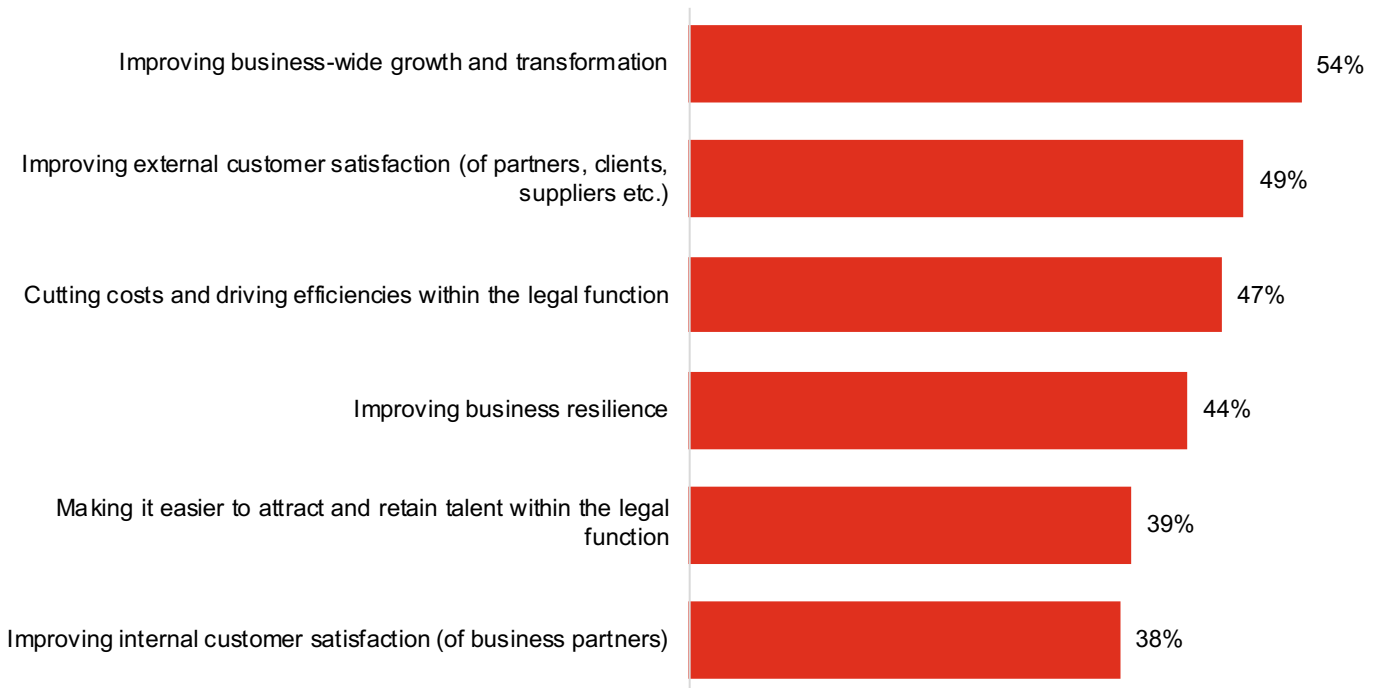 Improving business-wide growth and transformation
54%
Improving external customer satisfaction (of partners, clients,
suppliers etc.)
49%
Cutting costs and driving efficiencies within the legal function
47%
Improving business resilience
44%
Making it easier to attract and retain talent within the legal
function
39%
Improving internal customer satisfaction (of business partners)
38%